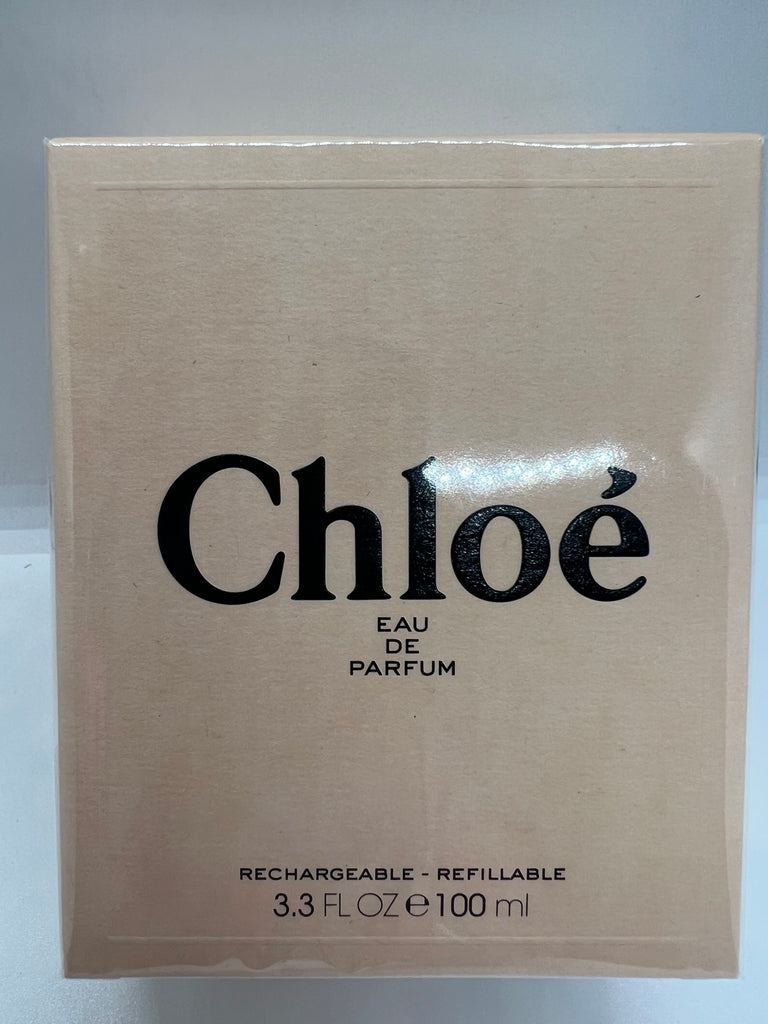 Chloé
EAU
DE
PARFUM
RECHARGEABLE - REFILLABLE
3.3 FL OZ ℮ 100 ml